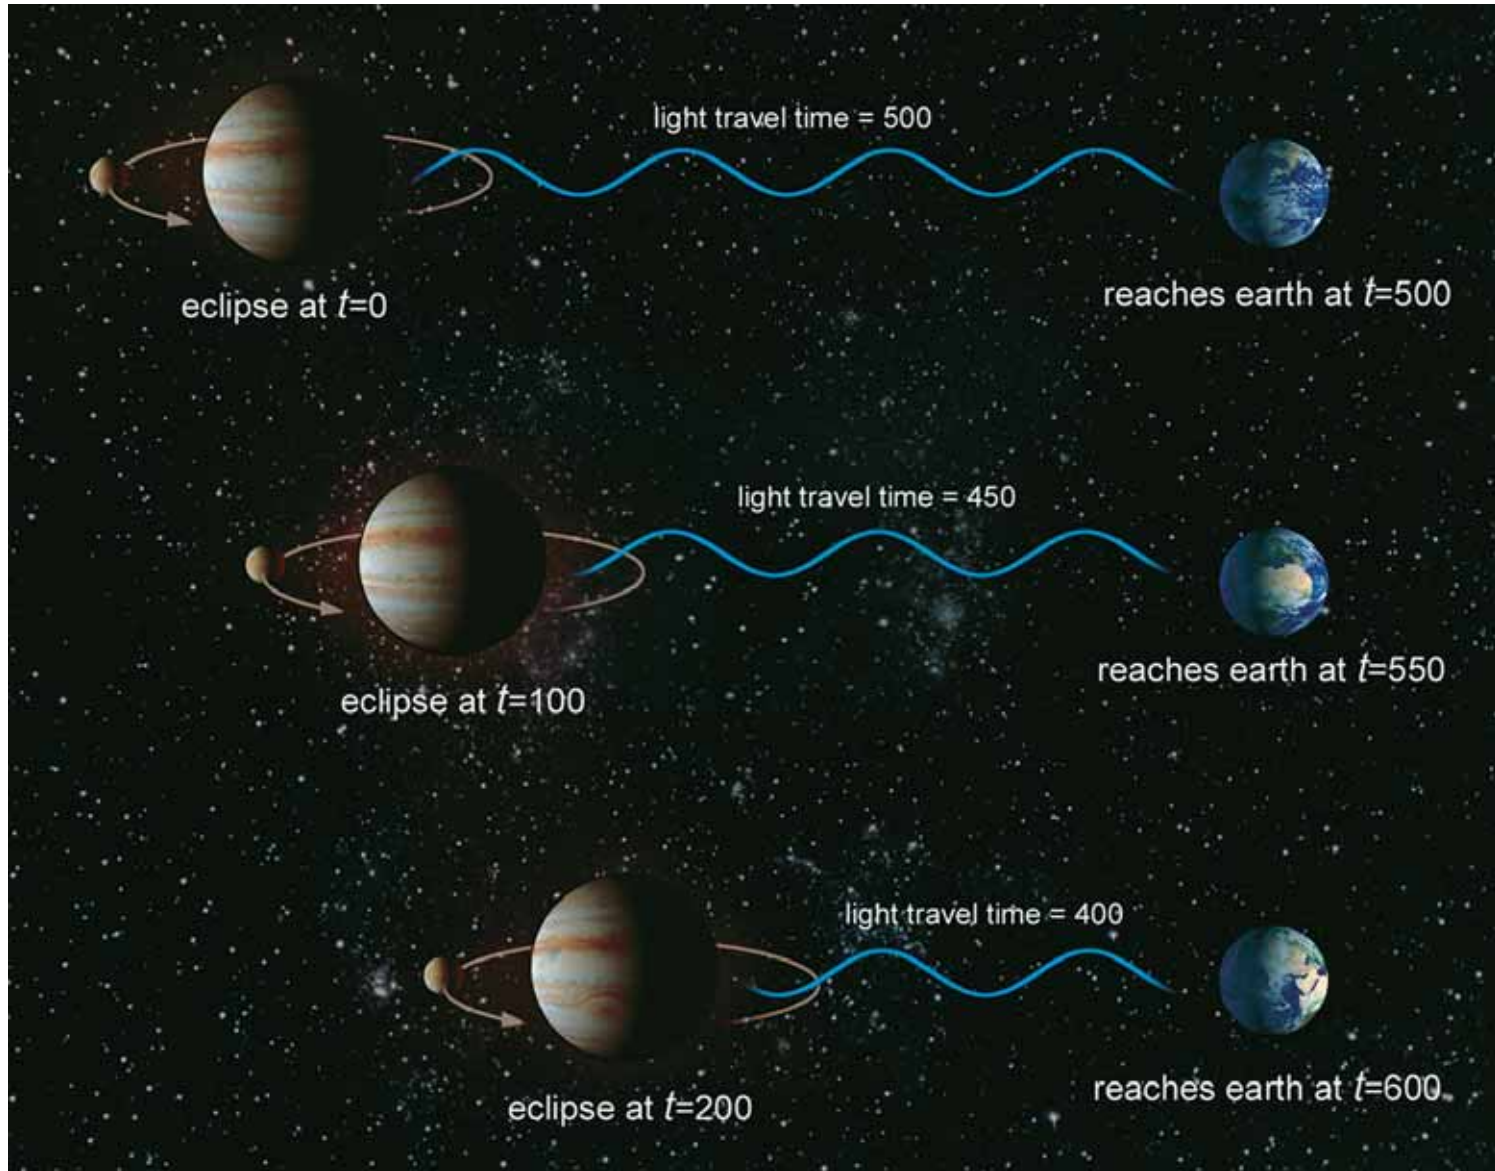 light travel time = 500
eclipse at t=0
reaches earth at t=500
light travel time = 450
eclipse at t=100
reaches earth at t=550
light travel time = 400
eclipse at t=200
reaches earth at t=600